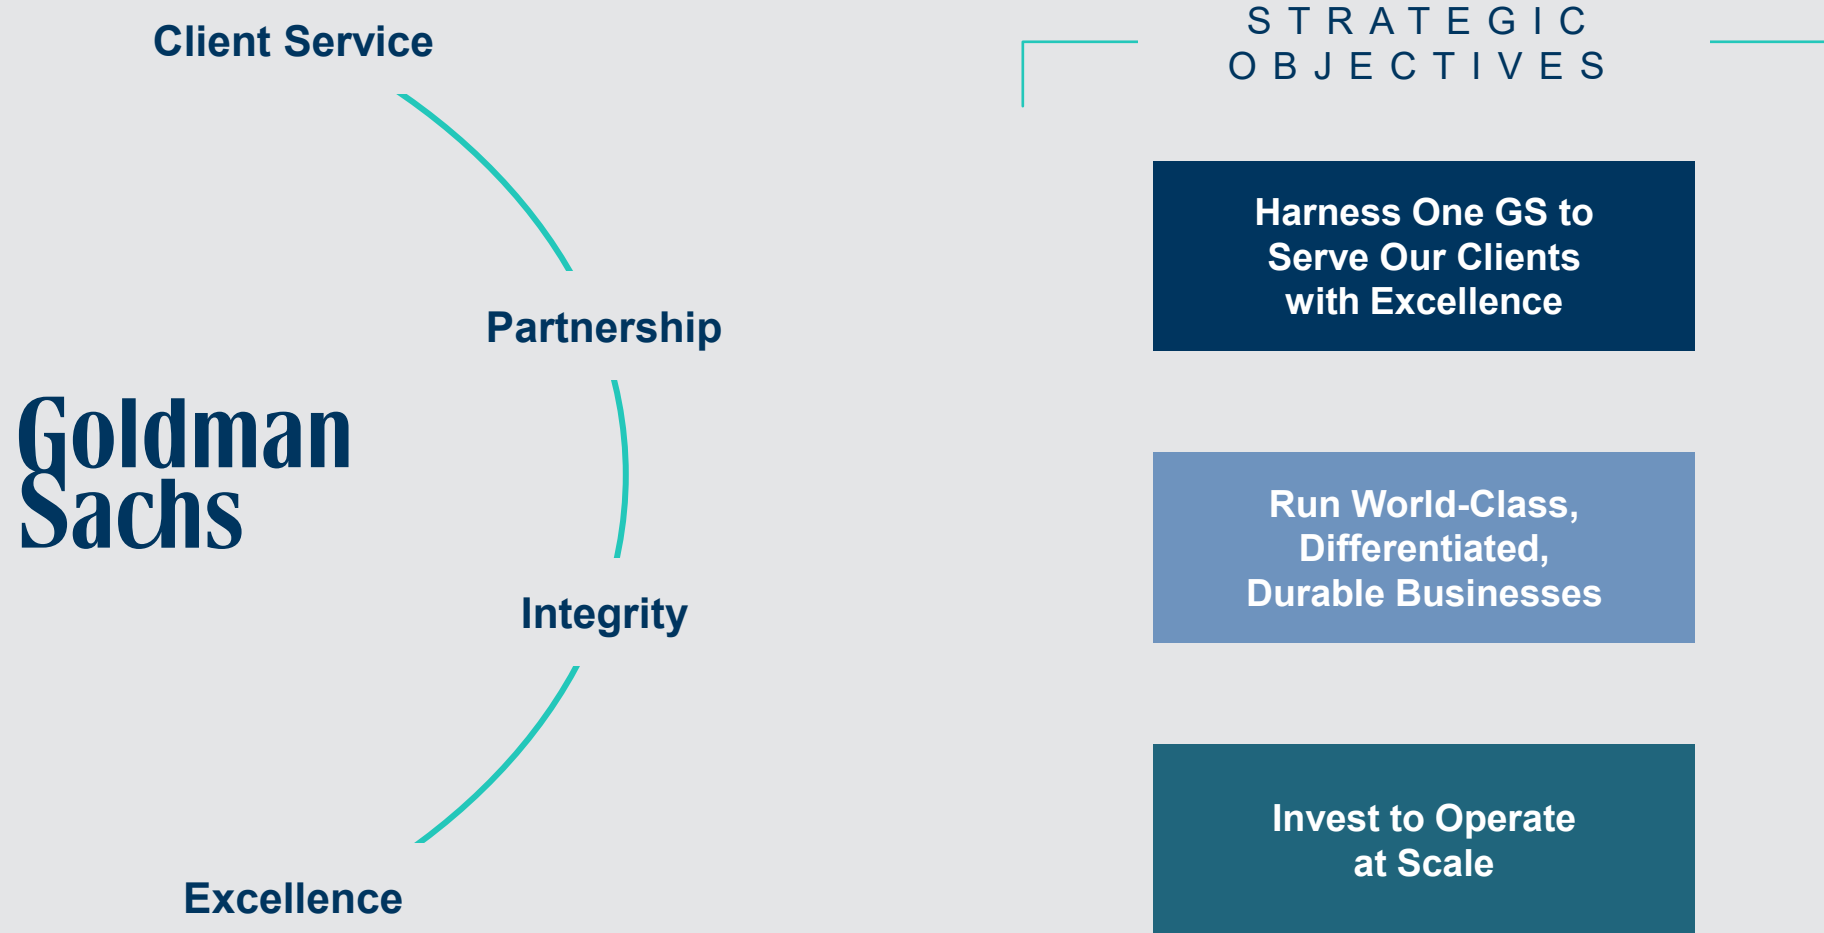 Client Service
Partnership
Goldman
Sachs
Integrity
Excellence
STRATEGIC
OBJECTIVES
Harness One GS to
Serve Our Clients
with Excellence
Run World-Class,
Differentiated,
Durable Businesses
Invest to Operate
at Scale